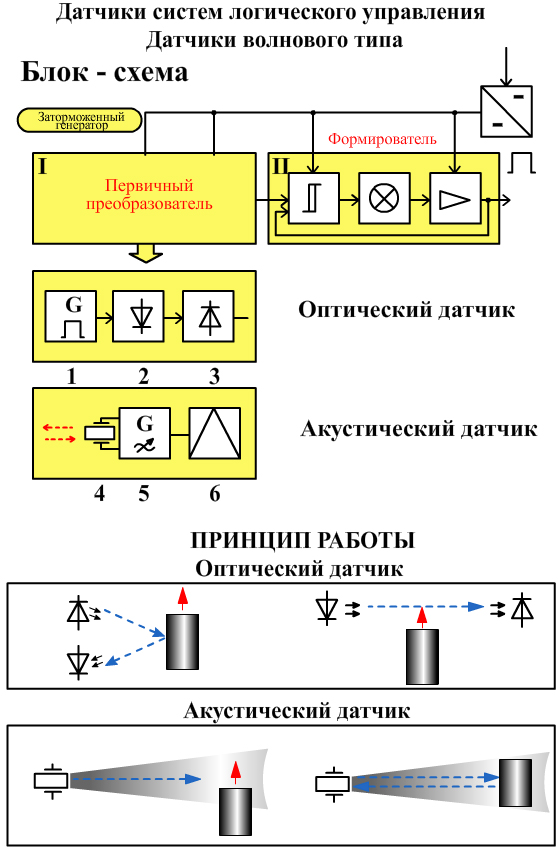 Датчики систем логического управления
Датчики волнового типа
Блок - схема
Заторможенный
генератор
Формирователь
I
II
Первичный
преобразователь
G
Оптический датчик
1 2 3
G
Акустический датчик
4 5 6
ПРИНЦИП РАБОТЫ
Оптический датчик
Акустический датчик